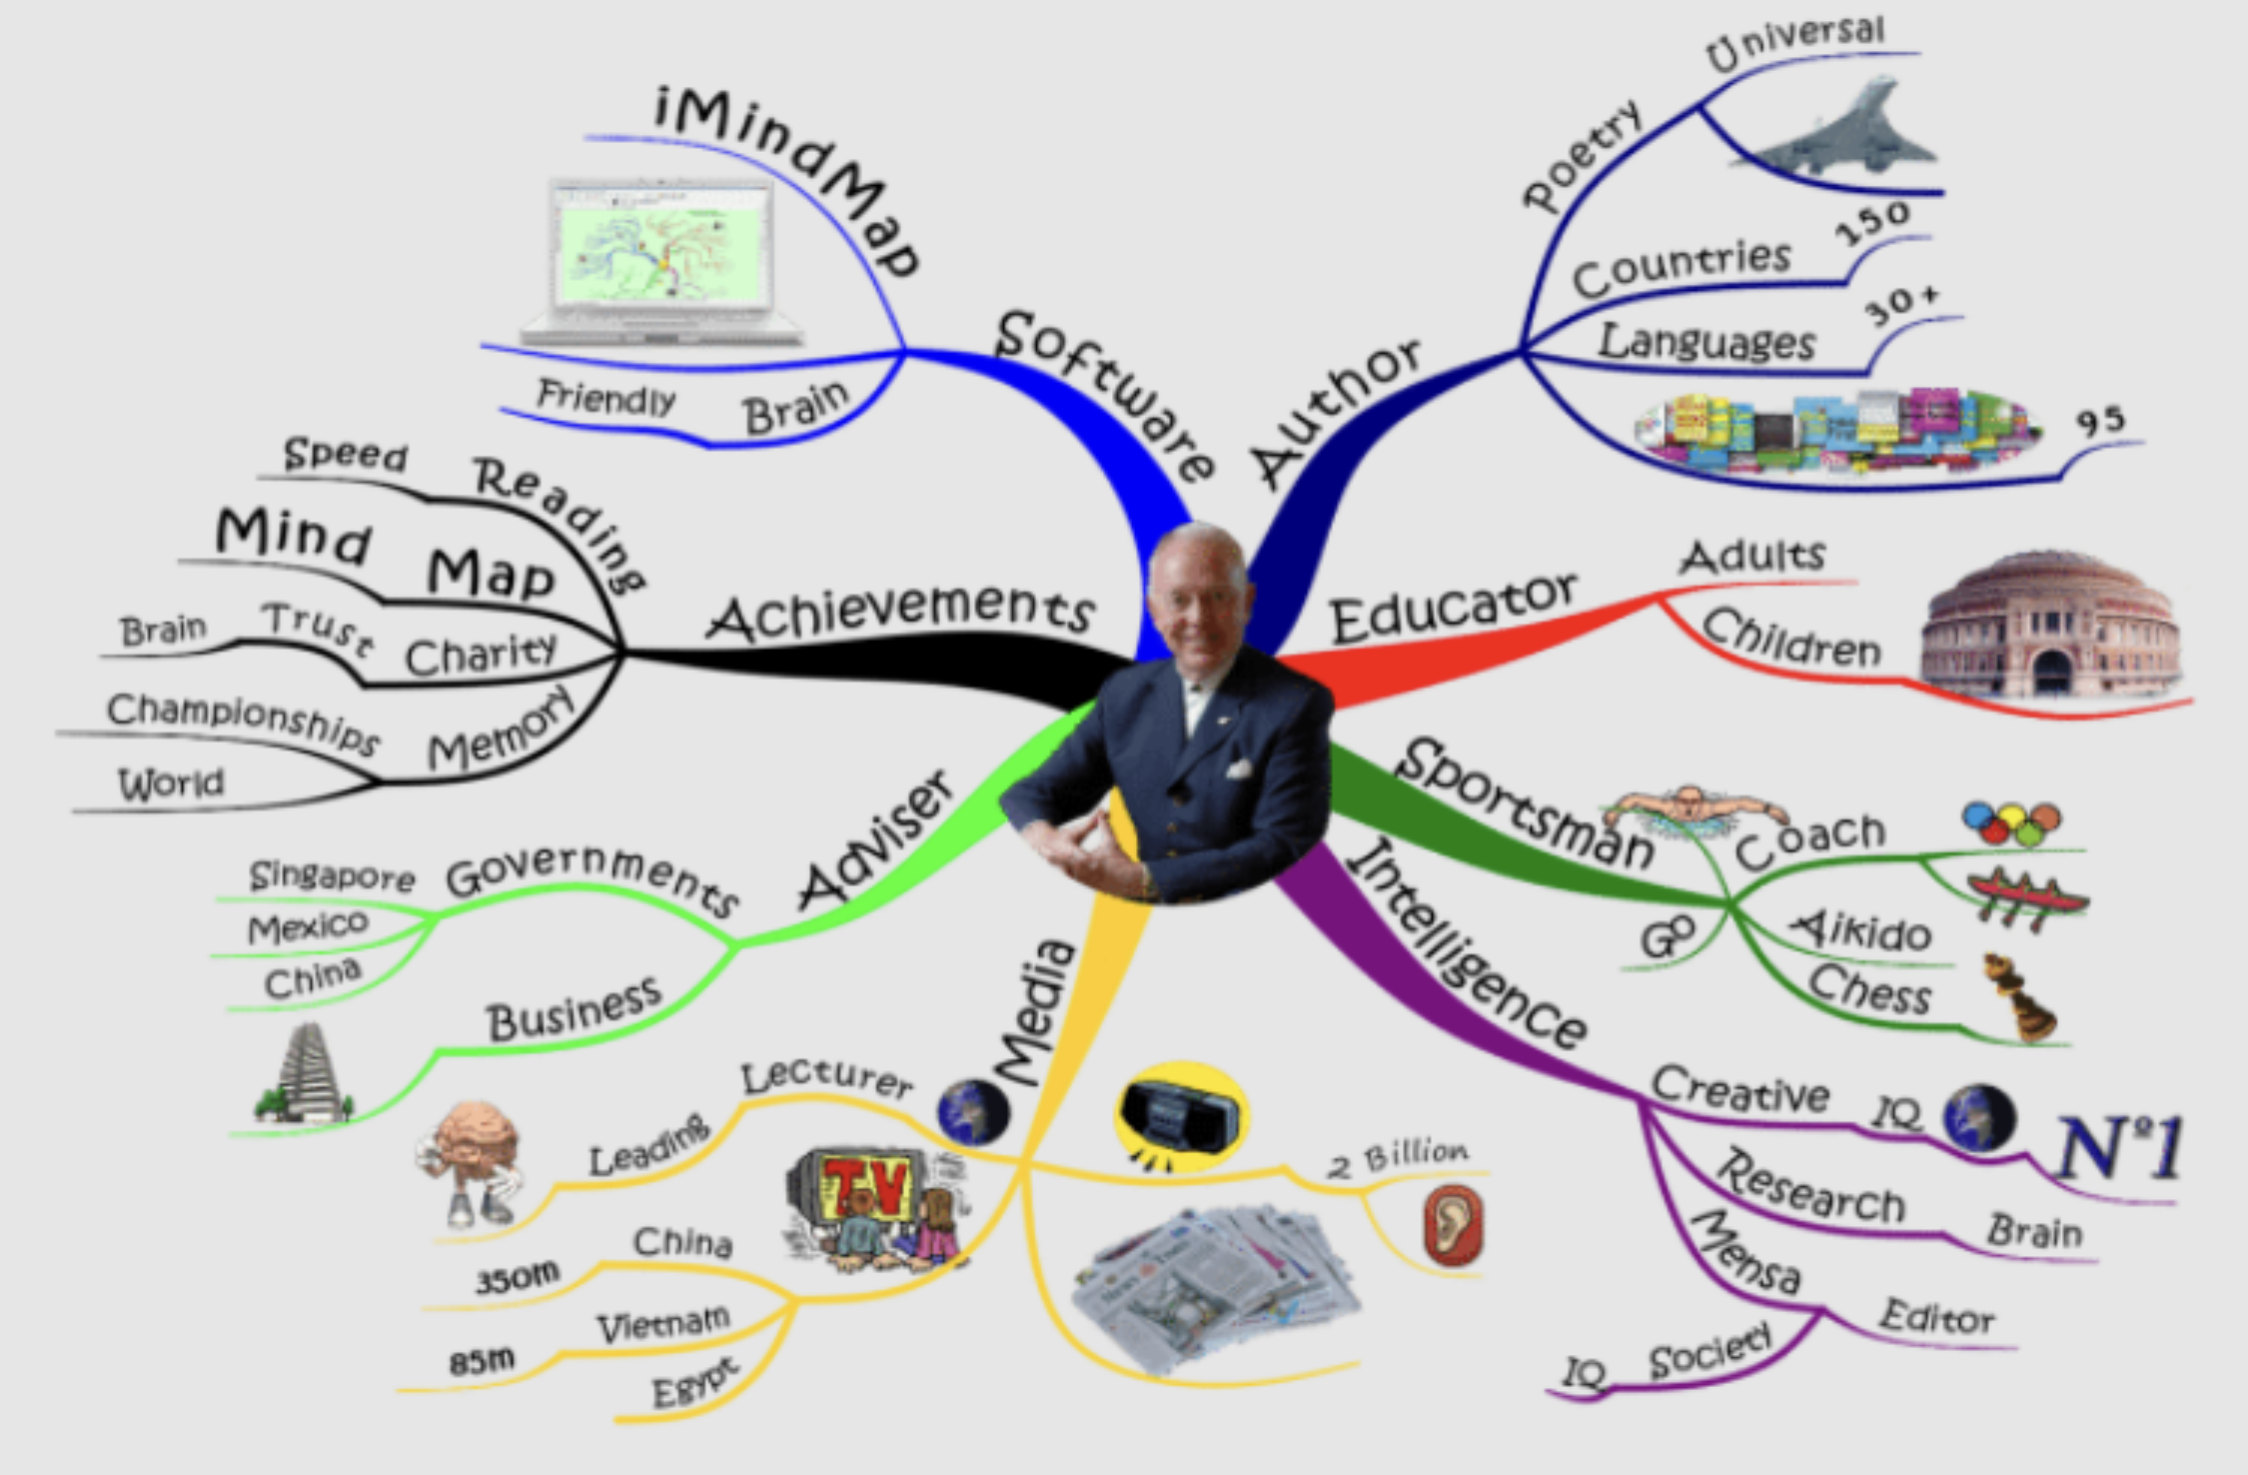 iMindMap
Software
Friendly Brain
Author
Poetry
Universal
Countries 150
Languages 30+
95
Educator
Adults
Children
Sportsman
Coach
Aikido
Chess
Go
Intelligence
Creative IQ Nº1
Research Brain
Mensa
Editor
IQ Society
Media
Lecturer
Leading
TV
China
350m
Vietnam
85m
Egypt
2 Billion
Adviser
Governments
Singapore
Mexico
China
Business
Achievements
Speed Reading
Mind Map
Brain Trust Charity
Memory
Championships
World